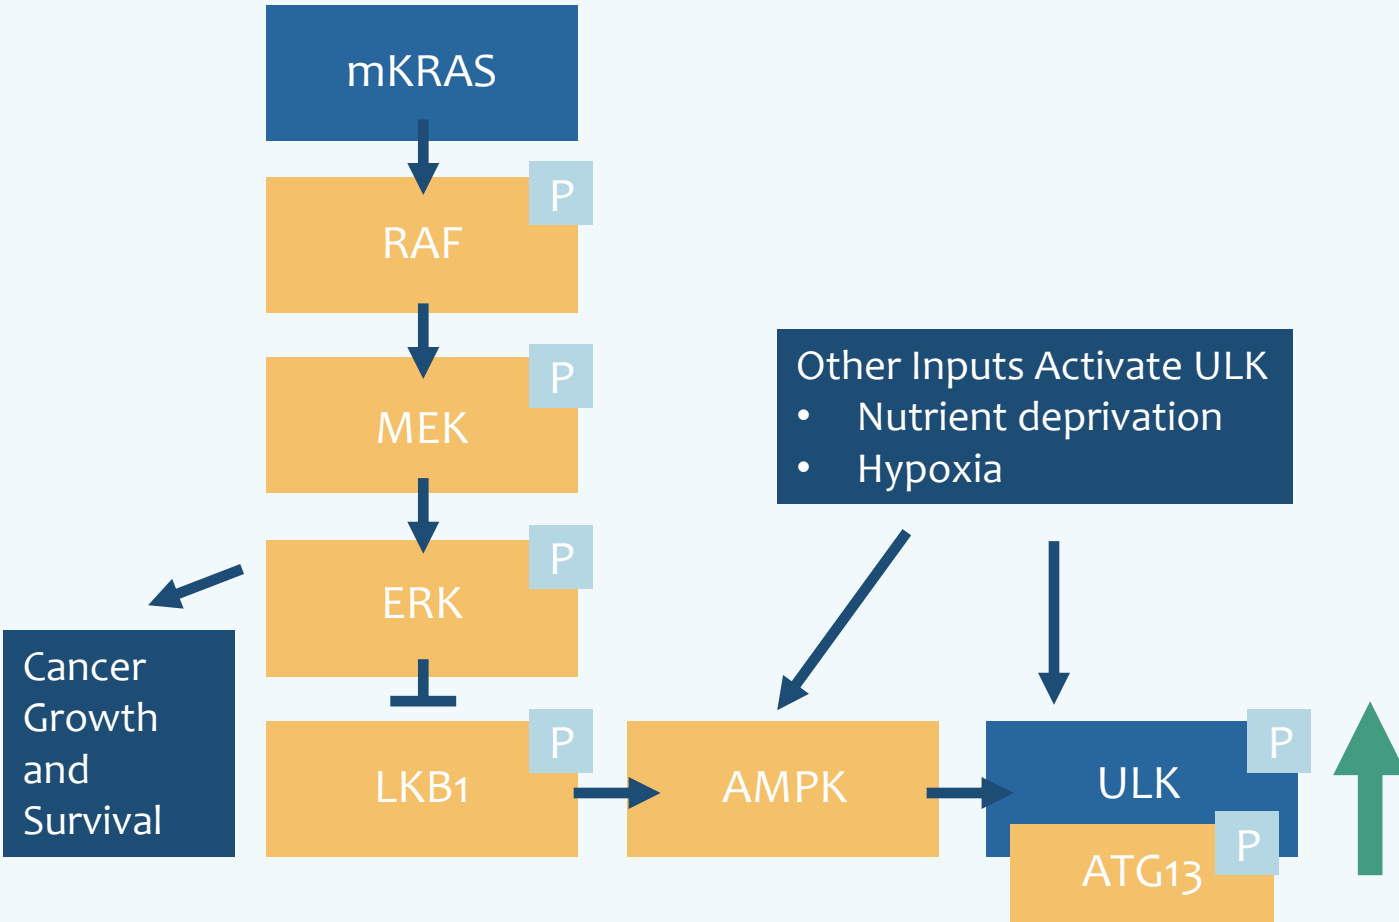 mKRAS
P
RAF
P
MEK
P
ERK
Other Inputs Activate ULK
• Nutrient deprivation
• Hypoxia
Cancer
Growth
and
Survival
P
LKB1
AMPK
P
ULK
P
ATG13